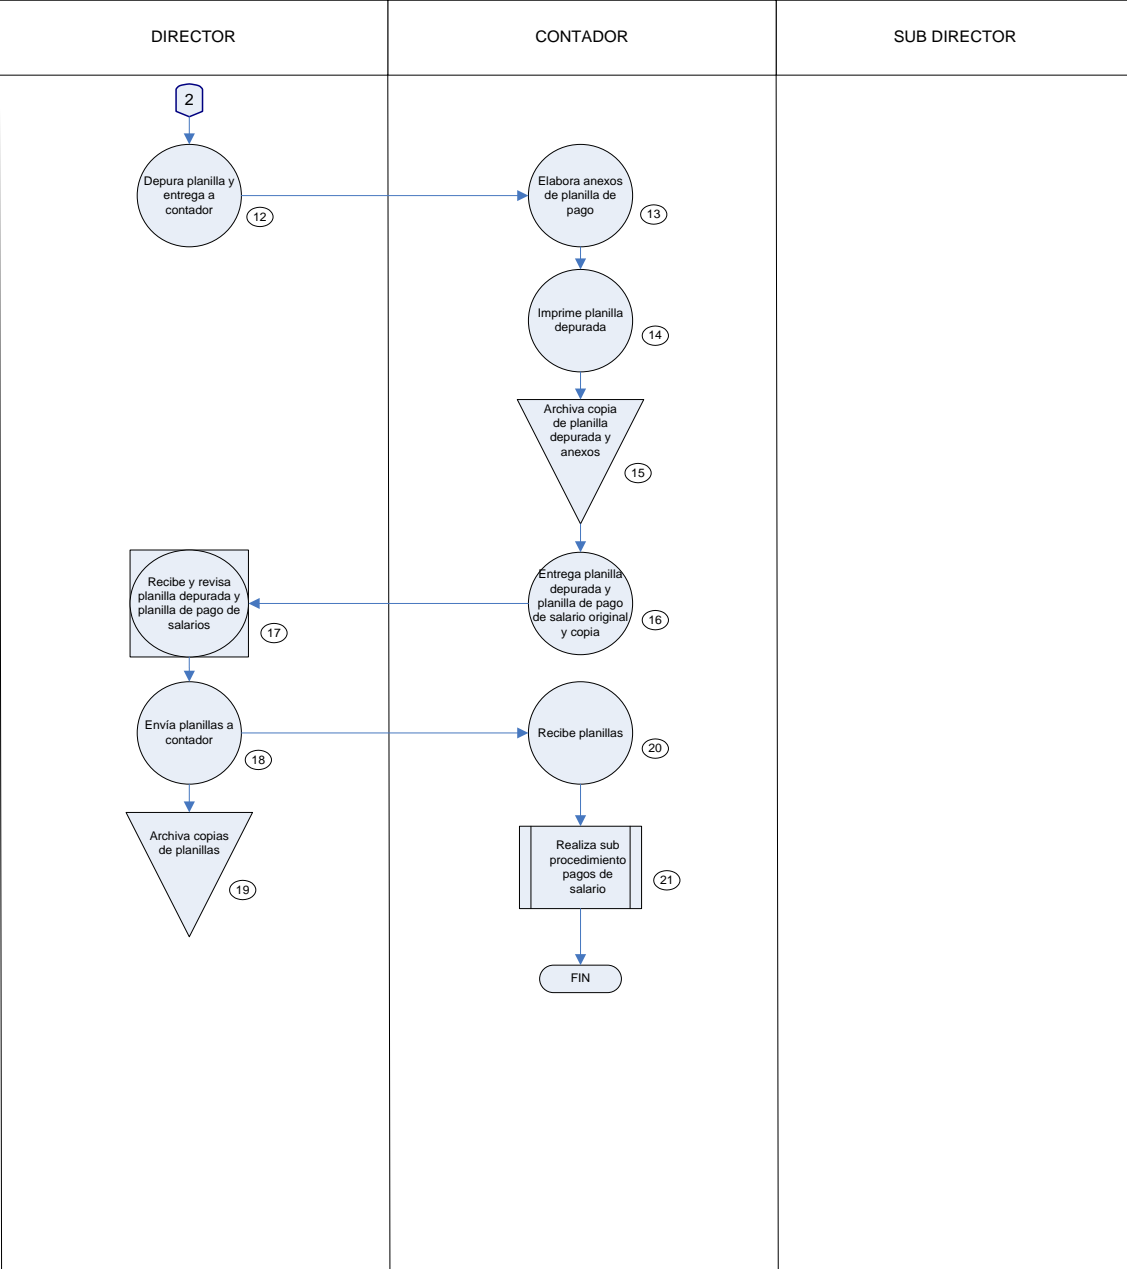 DIRECTOR
CONTADOR
SUB DIRECTOR
2
Depura planilla y
entrega a
contador
12
Elabora anexos
de planilla de
pago
13
Imprime planilla
depurada
14
Archiva copia
de planilla
depurada y
anexos
15
Entrega planilla
depurada y
planilla de pago
de salario original
y copia
16
Recibe y revisa
planilla depurada y
planilla de pago de
salarios
17
Envía planillas a
contador
18
Archiva copias
de planillas
19
Recibe planillas
20
Realiza sub
procedimiento
pagos de
salario
21
FIN